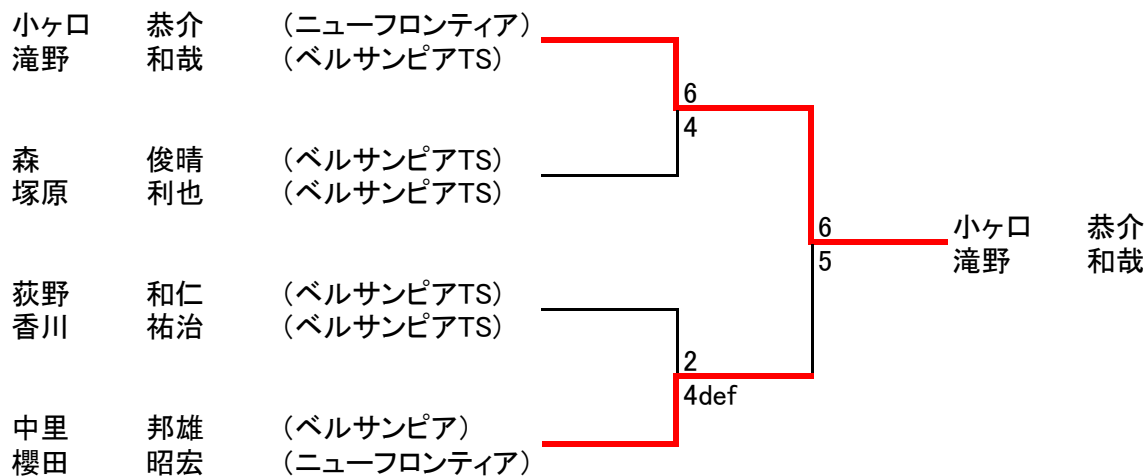 小ヶ口 恭介 (ニューフロンティア)
滝野 和哉 (ベルサンピアTS)
6
4
森 俊晴 (ベルサンピアTS)
塚原 利也 (ベルサンピアTS)
6
5
小ヶ口 恭介
滝野 和哉
荻野 和仁 (ベルサンピアTS)
香川 祐治 (ベルサンピアTS)
2
4def
中里 邦雄 (ベルサンピア)
櫻田 昭宏 (ニューフロンティア)